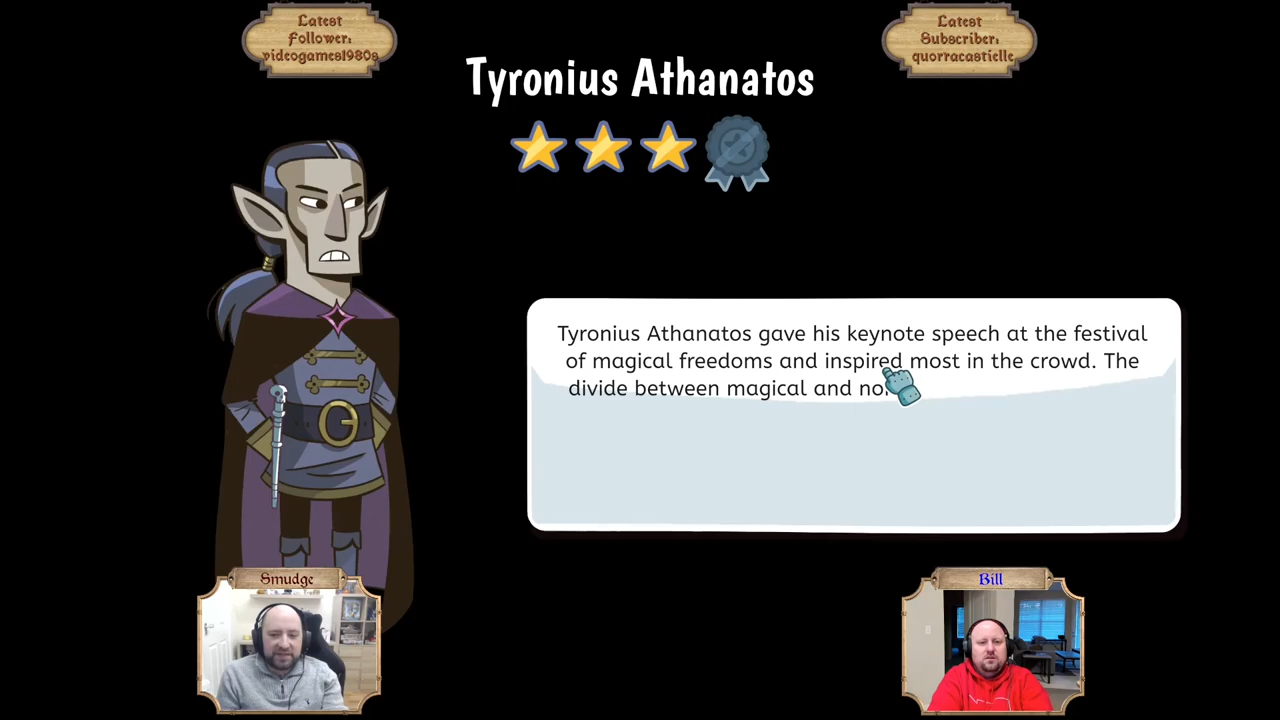 Latest
Follower:
videogames1980s
Latest
Subscriber:
quorracastielle
Tyronius Athanatos
Tyronius Athanatos gave his keynote speech at the festival
of magical freedoms and inspired most in the crowd. The
divide between magical and no
Smudge
Bill